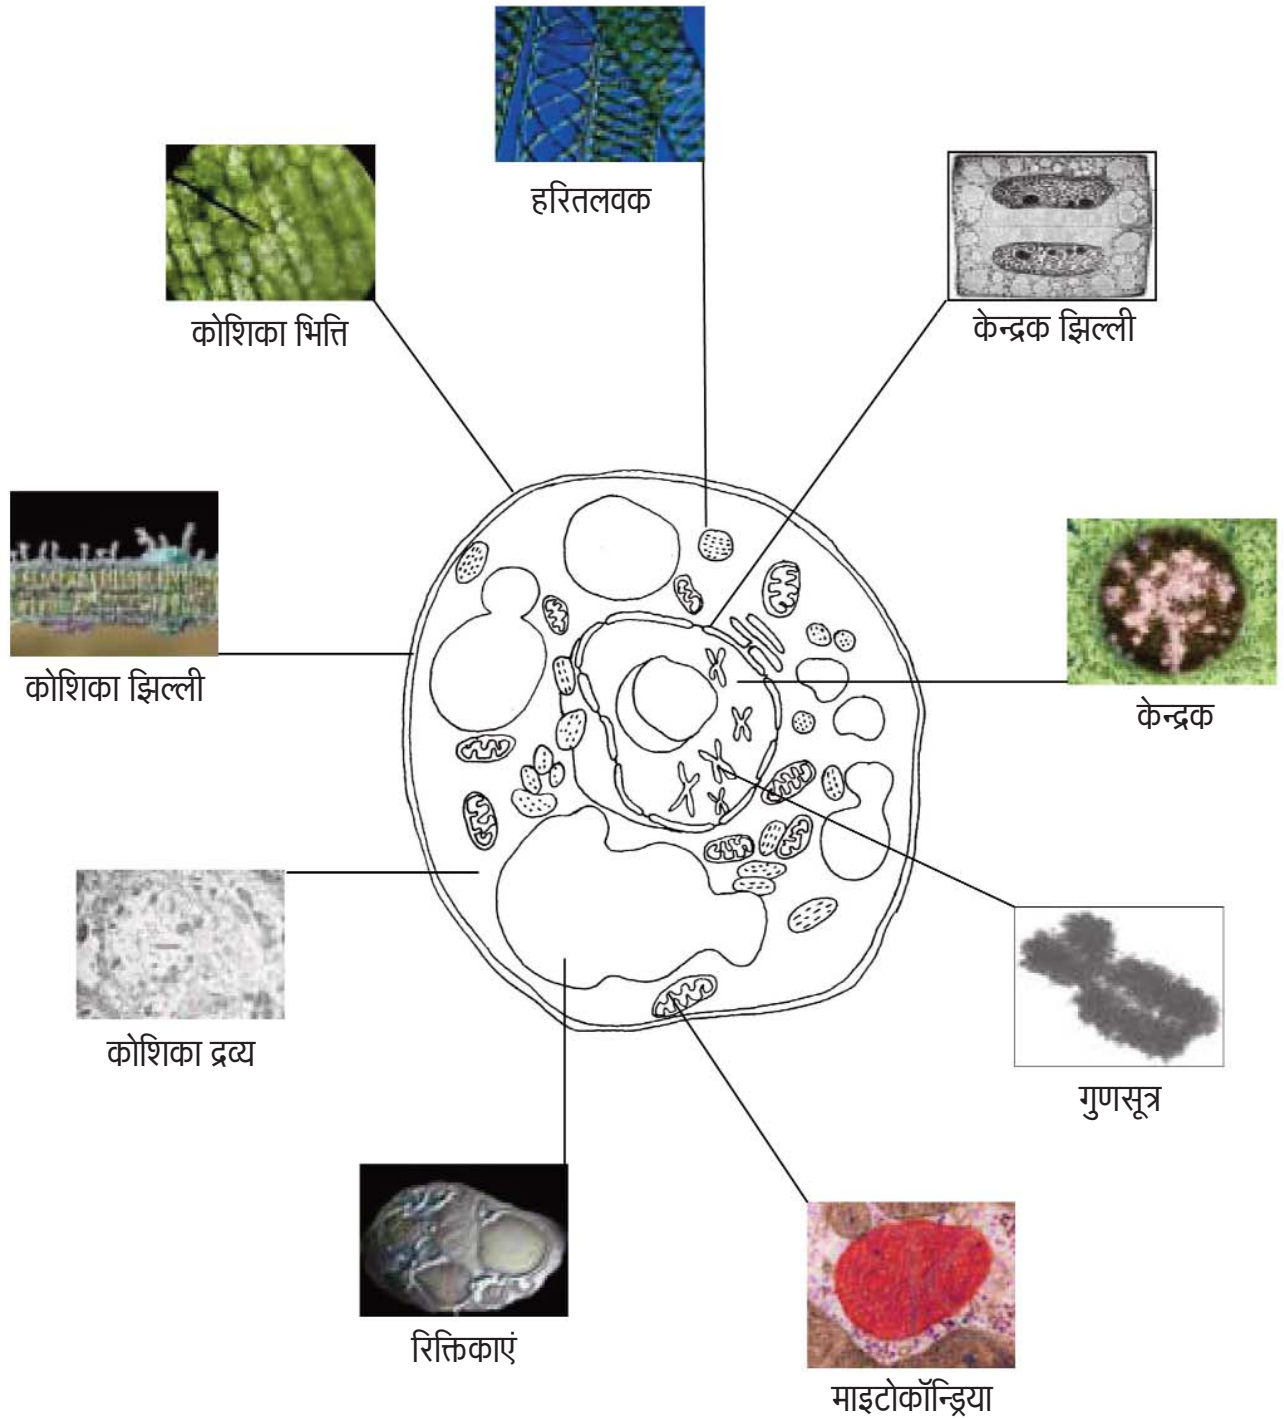 हरितलवक
कोशिका भित्ति
केन्द्रक झिल्ली
कोशिका झिल्ली
केन्द्रक
कोशिका द्रव्य
गुणसूत्र
रिक्तिकाएं
माइटोकॉन्ड्रिया